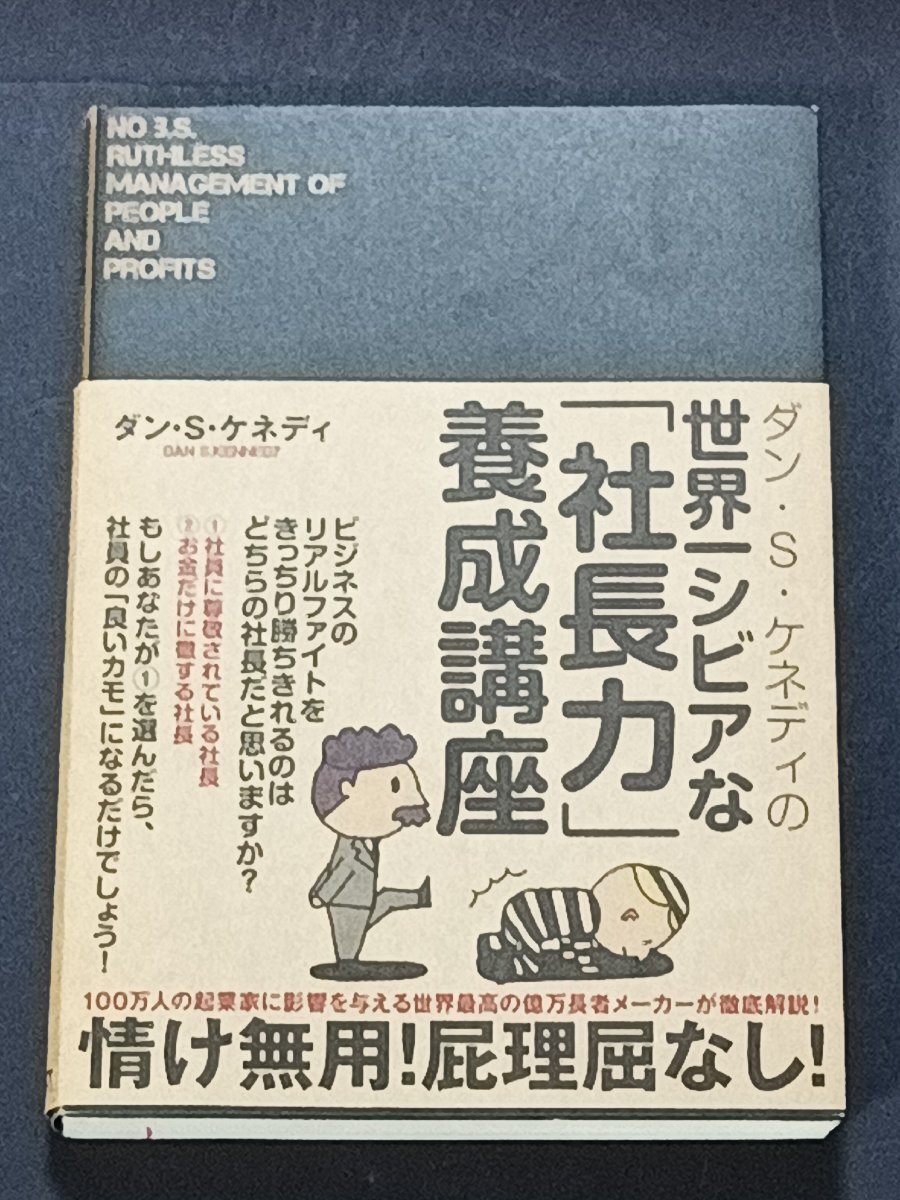 NO B.S.
RUTHLESS
MANAGEMENT OF
PEOPLE
AND
PROFITS
ダン・S・ケネディの
世界一シビアな
「社長力」
養成講座
ダン・S・ケネディ
DAN S.KENNEDY
ビジネスの
リアルファイトを
きっちり勝ちきれるのは
どちらの社長だと思いますか?
①社員に尊敬されている社長
②お金だけに執する社長
もしあなたが①を選んだら、
社員の「良いカモ」になるだけでしょう!
100万人の起業家に影響を与える世界最高の億万長者メーカーが徹底解説!
情け無用!屁理屈なし!